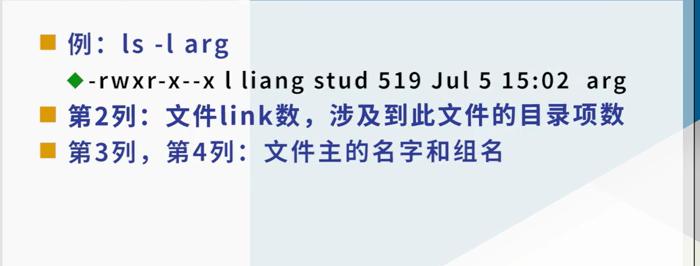 例：ls -l arg
-rwxr-x--x l liang stud 519 Jul 5 15:02 arg
第2列：文件link数，涉及到此文件的目录项数
第3列，第4列：文件主的名字和组名